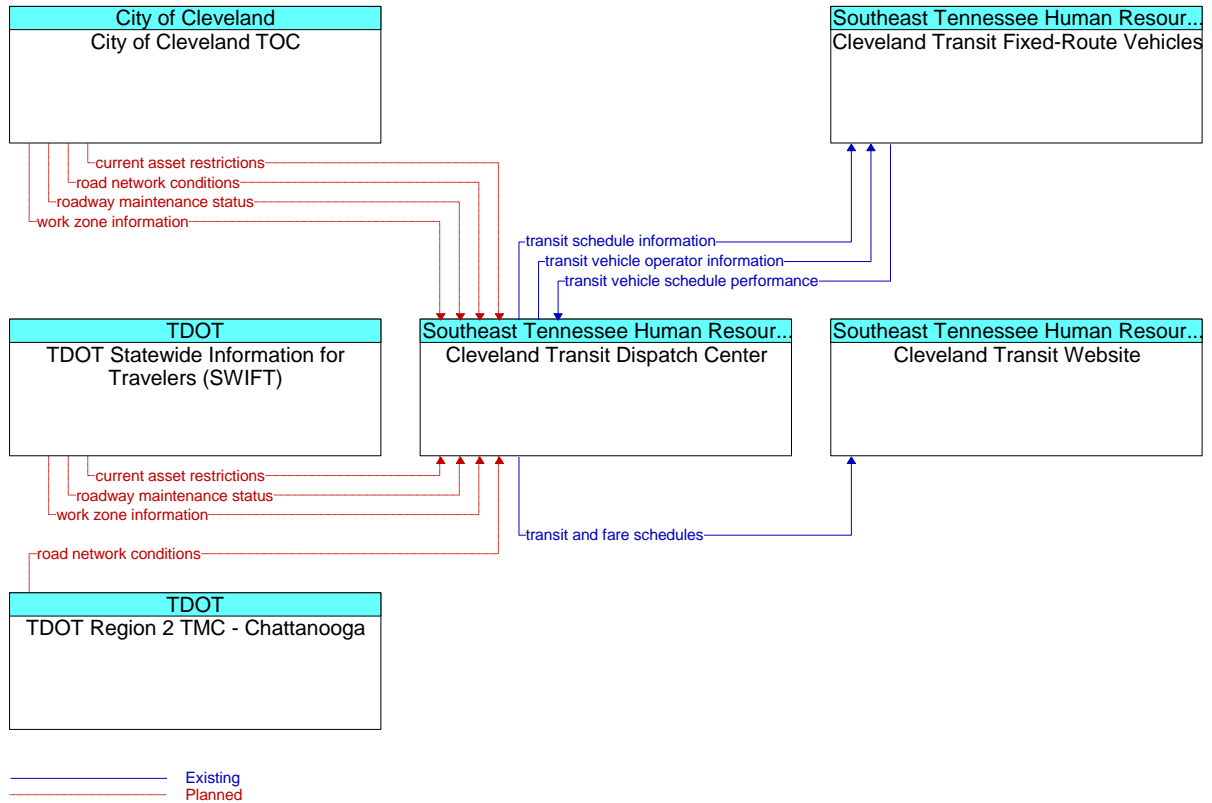 City of Cleveland
City of Cleveland TOC
Southeast Tennessee Human Resour...
Cleveland Transit Fixed-Route Vehicles
current asset restrictions
road network conditions
roadway maintenance status
work zone information
transit schedule information
transit vehicle operator information
transit vehicle schedule performance
TDOT
TDOT Statewide Information for
Travelers (SWIFT)
Southeast Tennessee Human Resour...
Cleveland Transit Dispatch Center
Southeast Tennessee Human Resour...
Cleveland Transit Website
current asset restrictions
roadway maintenance status
work zone information
transit and fare schedules
road network conditions
TDOT
TDOT Region 2 TMC - Chattanooga
Existing
Planned